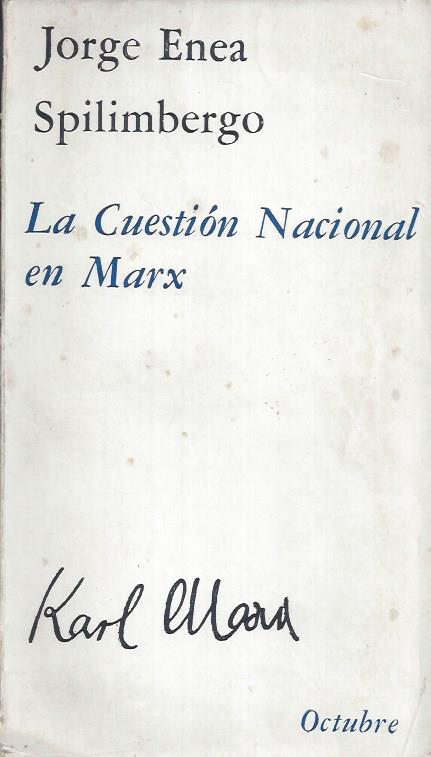 Jorge Enea
Spilimbergo
La Cuestión Nacional
en Marx
Karl Marx
Octubre